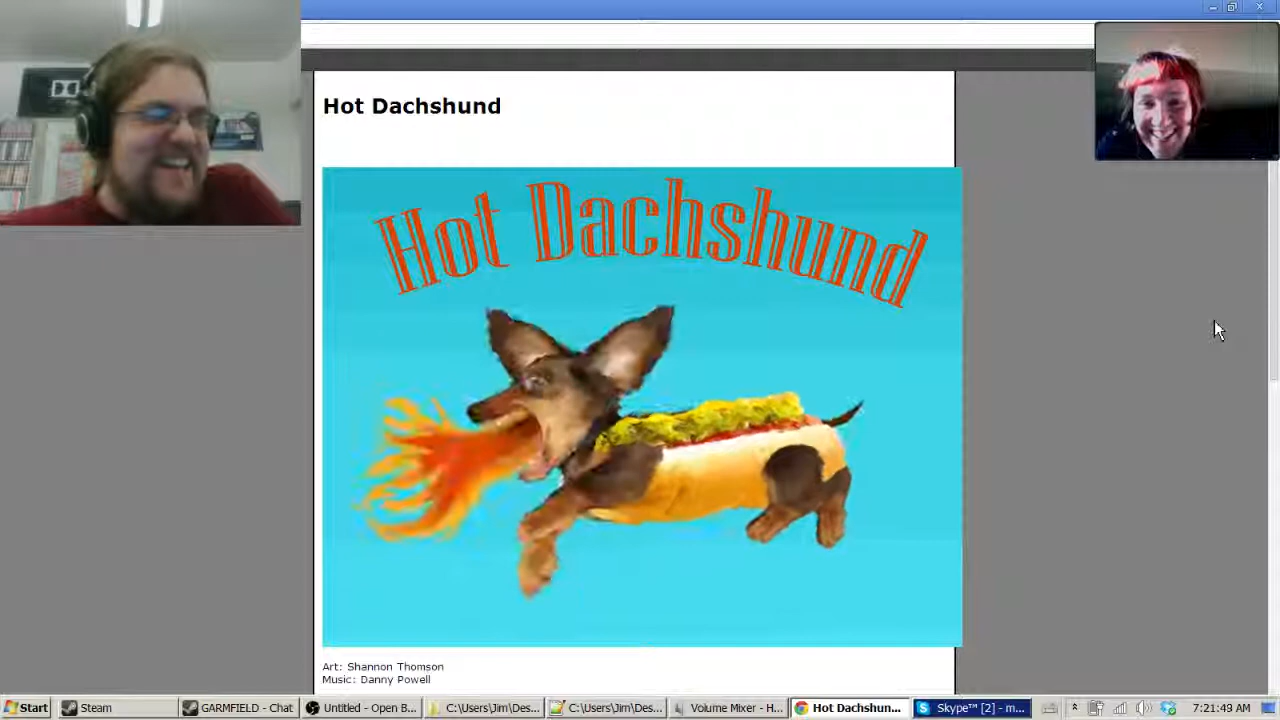 Hot Dachshund
Hot Dachshund
Art: Shannon Thomson
Music: Danny Powell
Start
Steam
GARMFIELD - Chat
Untitled - Open B...
C:\Users\Jim\Des...
C:\Users\Jim\Des...
Volume Mixer - H...
Hot Dachshun...
Skype™ [2] - m...
7:21:49 AM